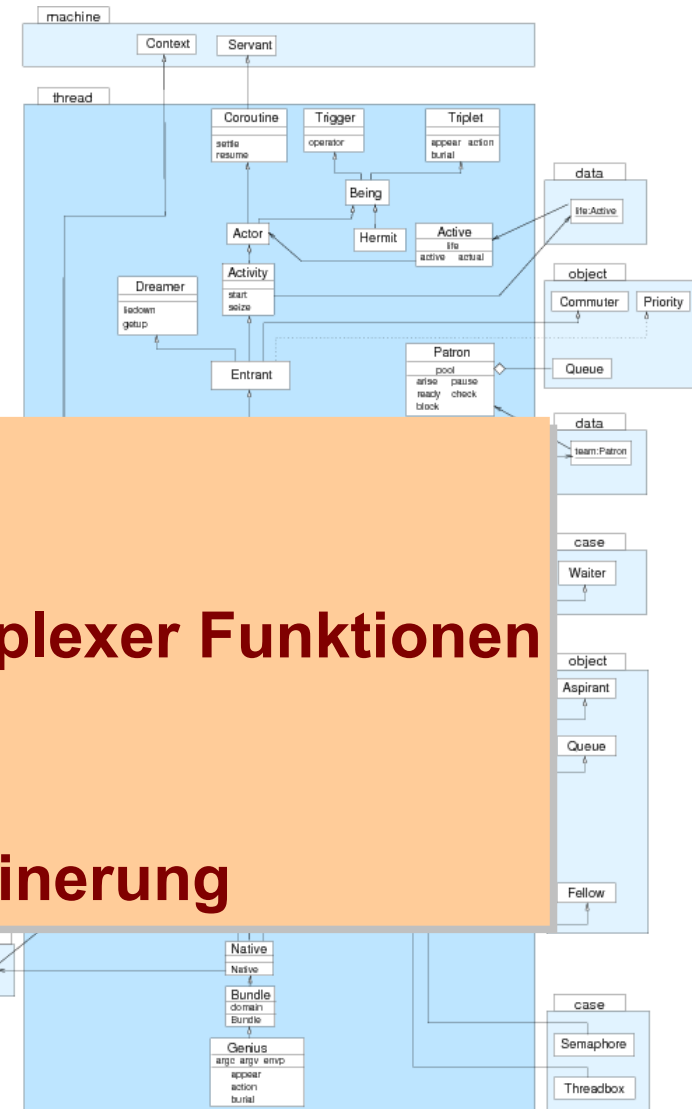 machine
Context
Servant
thread
Coroutine
settle
resume
Trigger
operator
Triplet
appear action
burial
Being
data
life:Active
Actor
Hermit
Active
life
active actual
Activity
start
seize
Dreamer
liedown
getup
object
Commuter
Priority
Entrant
Patron
pool
arise pause
ready check
block
Queue
data
team:Patron
case
Waiter
plexer Funktionen
object
Aspirant
Queue
inerung
Fellow
Native
Native
Bundle
domain
Bundle
Genius
argc argv envp
appear
action
burial
case
Semaphore
Threadbox